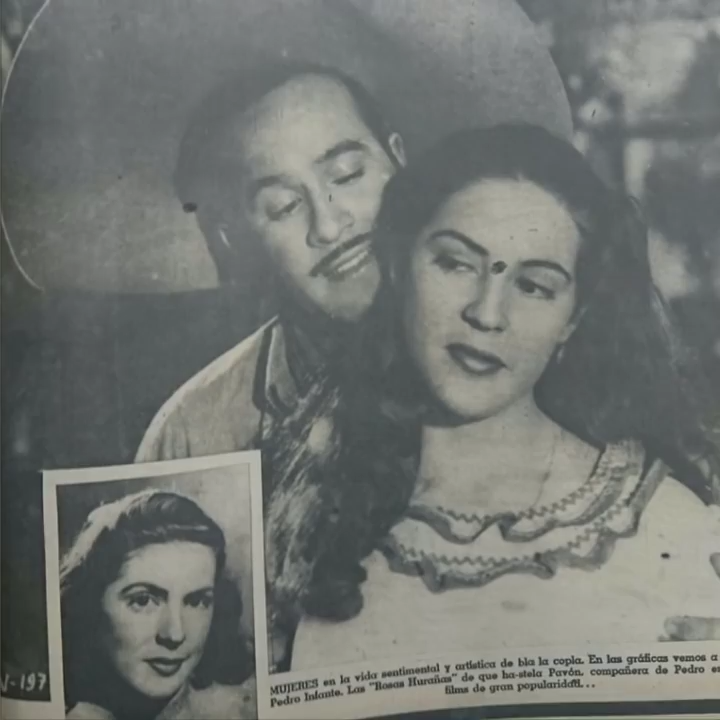 V-197
MUJERES en la vida sentimental y artística de bla la copla. En las gráficas vemos a
Pedro Infante. Las "Rosas Hurañas" de que ha-stela Pavón, compañera de Pedro en
films de gran popularidad...